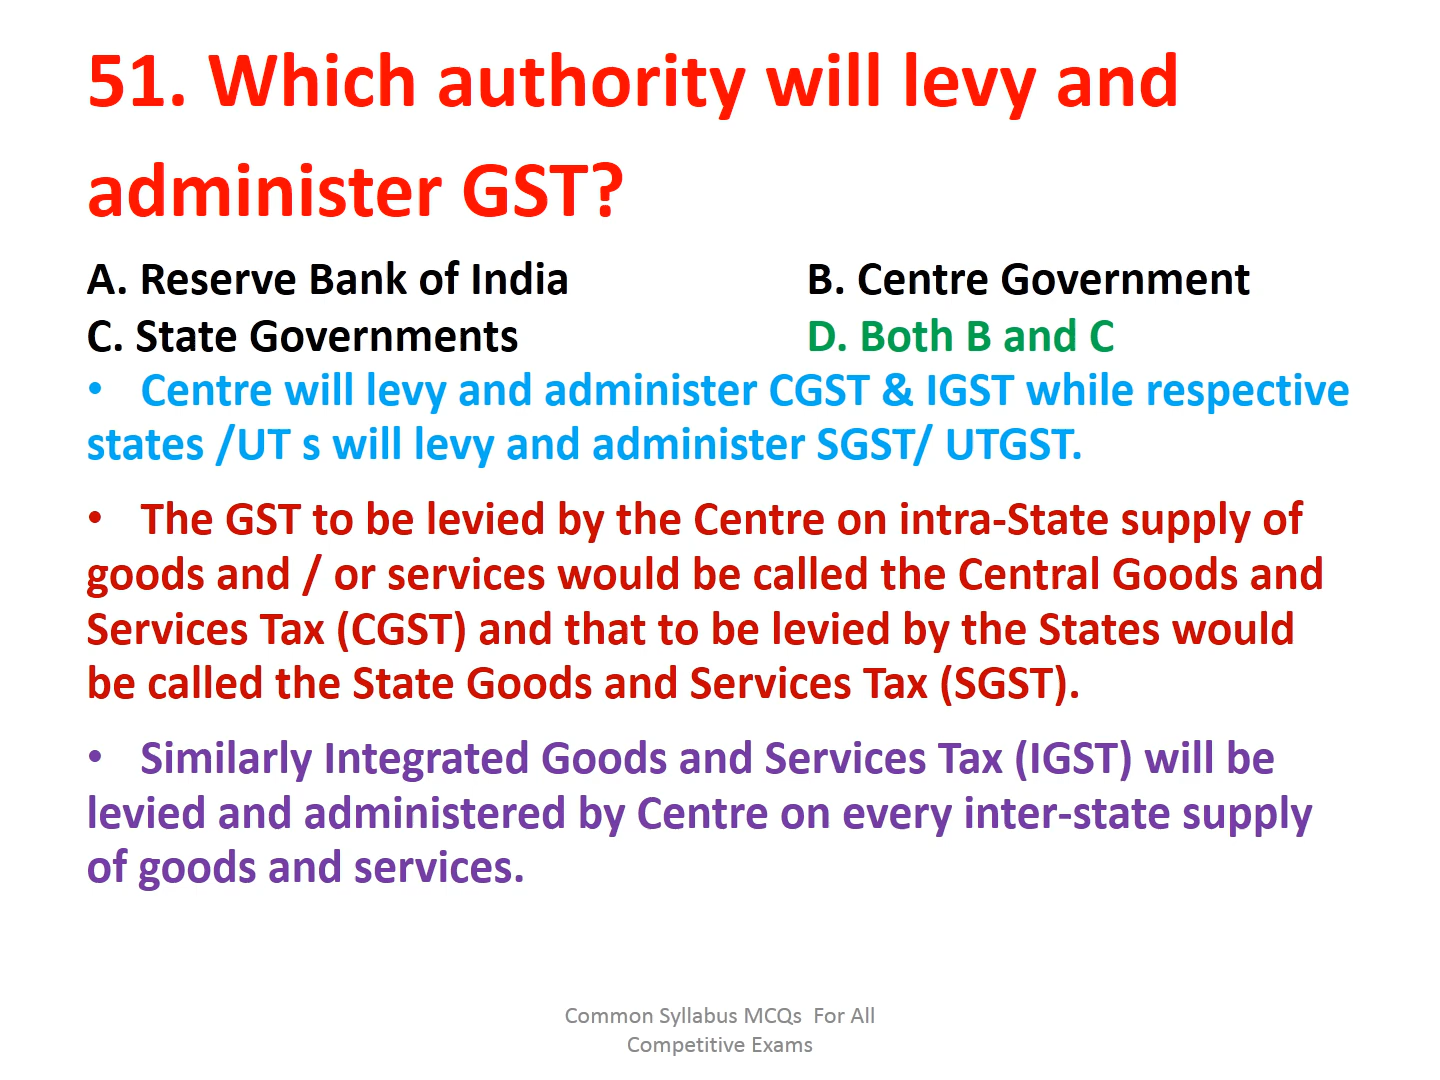 51. Which authority will levy and
administer GST?
A. Reserve Bank of India B. Centre Government
C. State Governments D. Both B and C
• Centre will levy and administer CGST & IGST while respective
states /UT s will levy and administer SGST/ UTGST.
• The GST to be levied by the Centre on intra-State supply of
goods and / or services would be called the Central Goods and
Services Tax (CGST) and that to be levied by the States would
be called the State Goods and Services Tax (SGST).
• Similarly Integrated Goods and Services Tax (IGST) will be
levied and administered by Centre on every inter-state supply
of goods and services.
Common Syllabus MCQs For All
Competitive Exams